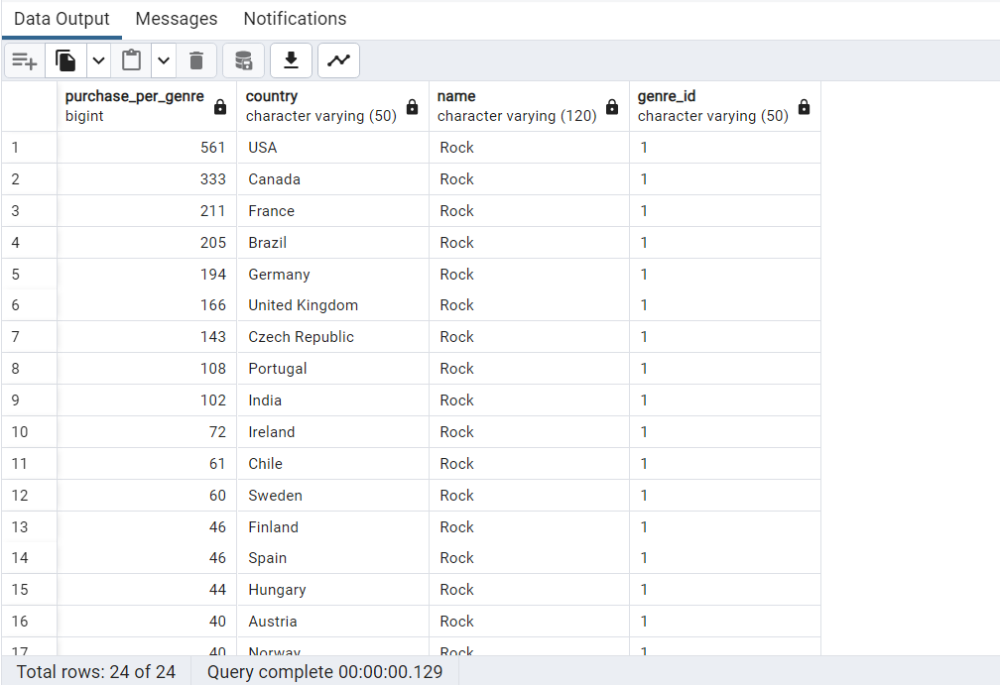 Data Output Messages Notifications
purchase_per_genre country name genre_id
bigint character varying (50) character varying (120) character varying (50)
1 561 USA Rock 1
2 333 Canada Rock 1
3 211 France Rock 1
4 205 Brazil Rock 1
5 194 Germany Rock 1
6 166 United Kingdom Rock 1
7 143 Czech Republic Rock 1
8 108 Portugal Rock 1
9 102 India Rock 1
10 72 Ireland Rock 1
11 61 Chile Rock 1
12 60 Sweden Rock 1
13 46 Finland Rock 1
14 46 Spain Rock 1
15 44 Hungary Rock 1
16 40 Austria Rock 1
17 40 Norway Rock 1
Total rows: 24 of 24 Query complete 00:00:00.129